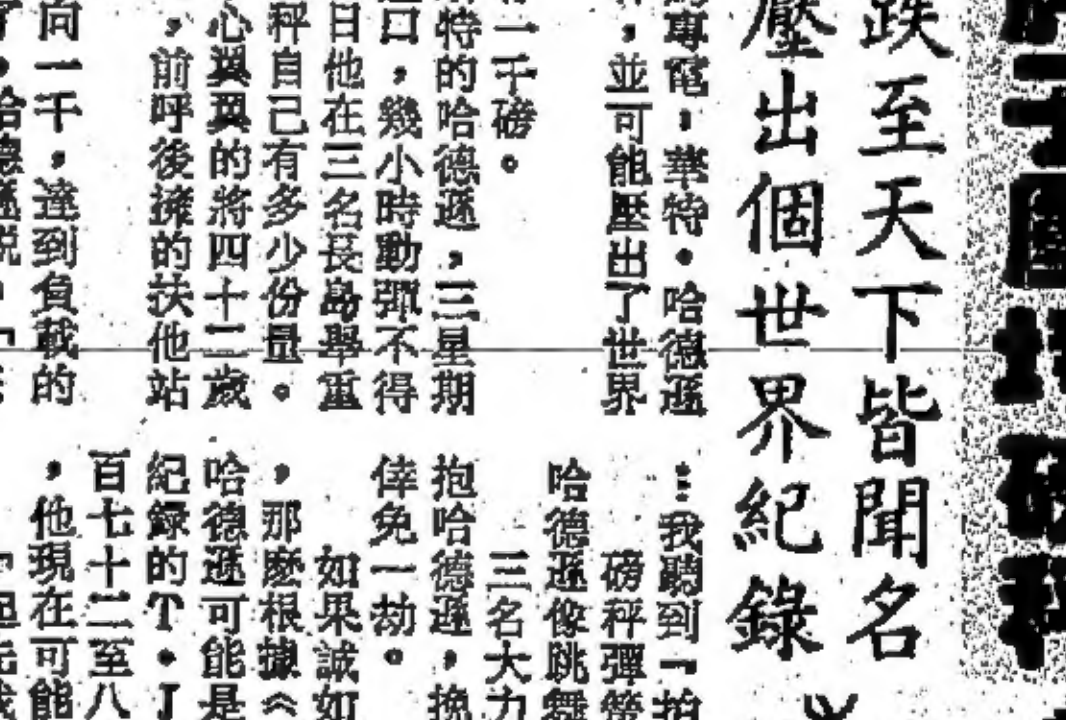 跌至天下皆聞名
壓出個世界紀錄
專電,華特•哈德遜
,並可能壓出了世界
一千磅。
特的哈德遜,三星期
口,幾小時動彈不得
日他在三名長島舉重
秤自己有多少份量。
心翼翼的將四十二歲
,前呼後擁的扶他站
向一千,達到負載的
哈德遜説
…我聽到「拍
磅秤彈簧
哈德遜像跳舞
三名大力
抱哈德遜,挽
倖免一劫。
如果誠如
,那麼根據《
哈德遜可能是
紀錄的T•J
百七十二至八
,他現在可能